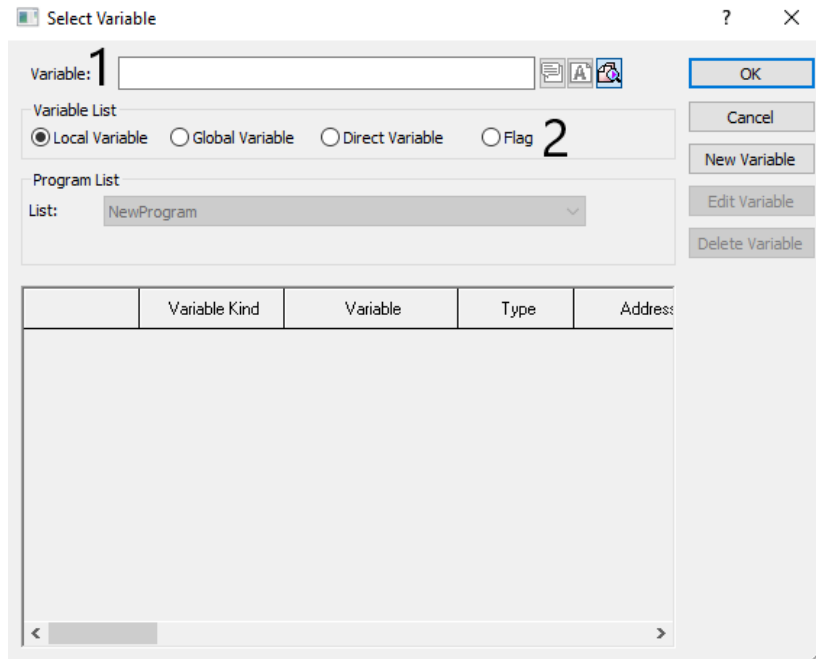 Select Variable
? X
Variable: 1
OK
Variable List
Cancel
Local Variable Global Variable Direct Variable Flag 2
New Variable
Program List
List: NewProgram
Edit Variable
Delete Variable
Variable Kind Variable Type Address